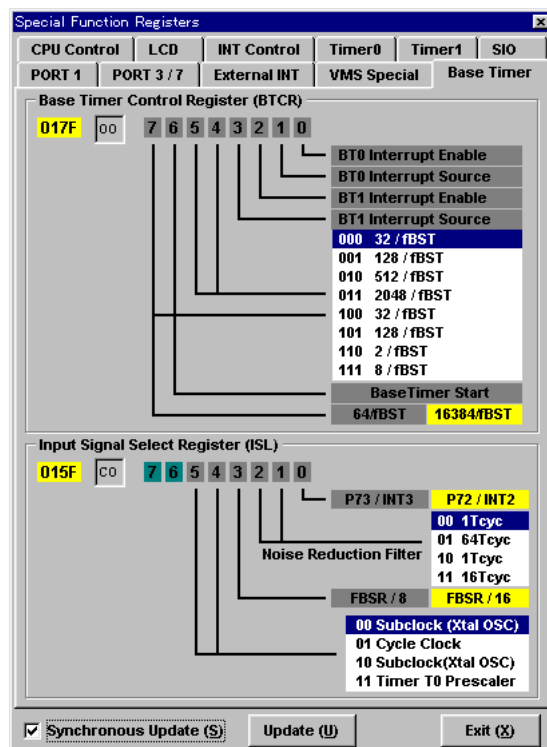 Special Function Registers
CPU Control LCD INT Control Timer0 Timer1 SIO
PORT 1 PORT 3 / 7 External INT VMS Special Base Timer
Base Timer Control Register (BTCR)
017F 00 7 6 5 4 3 2 1 0
BT0 Interrupt Enable
BT0 Interrupt Source
BT1 Interrupt Enable
BT1 Interrupt Source
000 32 / fBST
001 128 / fBST
010 512 / fBST
011 2048 / fBST
100 32 / fBST
101 128 / fBST
110 2 / fBST
111 8 / fBST
BaseTimer Start
64/fBST 16384/fBST
Input Signal Select Register (ISL)
015F C0 7 6 5 4 3 2 1 0
P73 / INT3 P72 / INT2
00 1Tcyc
01 64Tcyc
Noise Reduction Filter
10 1Tcyc
11 16Tcyc
FBSR / 8 FBSR / 16
00 Subclock (Xtal OSC)
01 Cycle Clock
10 Subclock(Xtal OSC)
11 Timer T0 Prescaler
Synchronous Update (S) Update (U) Exit (X)